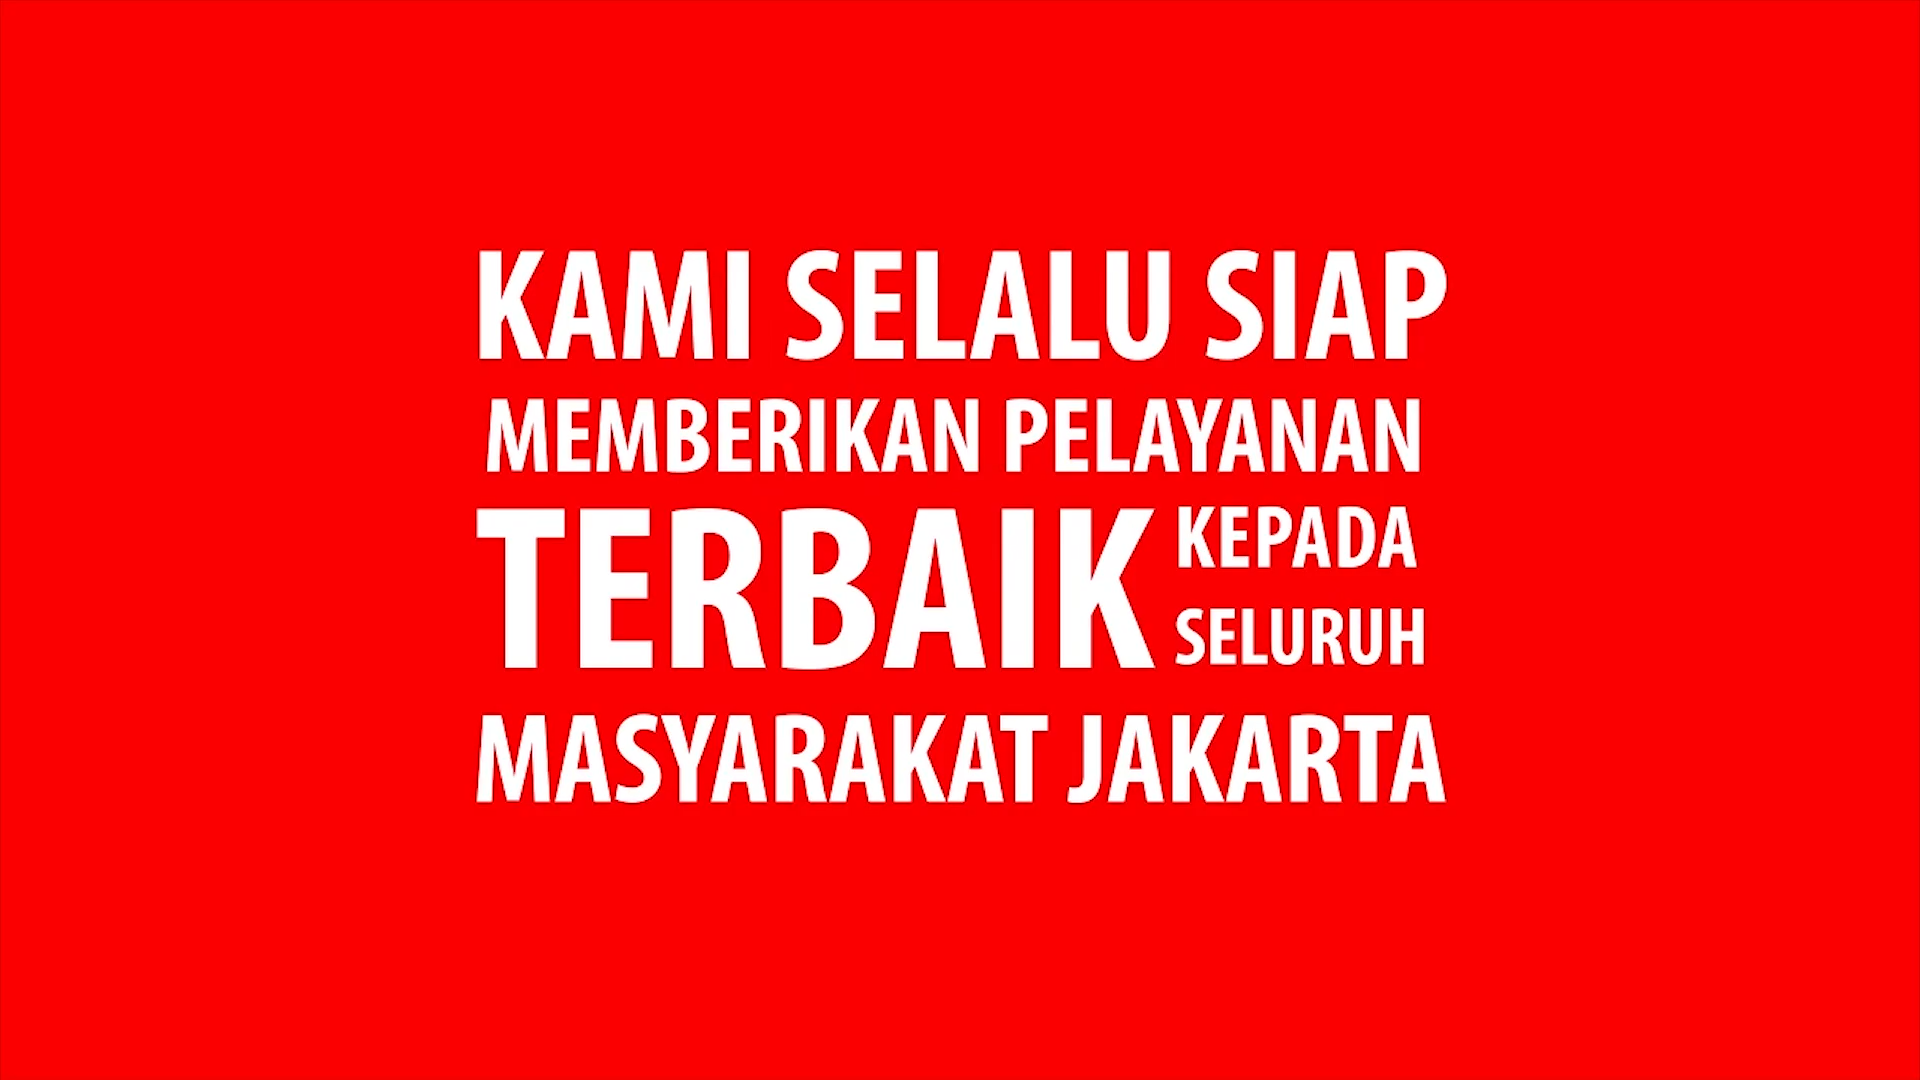 KAMI SELALU SIAP
MEMBERIKAN PELAYANAN
TERBAIK KEPADA
SELURUH
MASYARAKAT JAKARTA